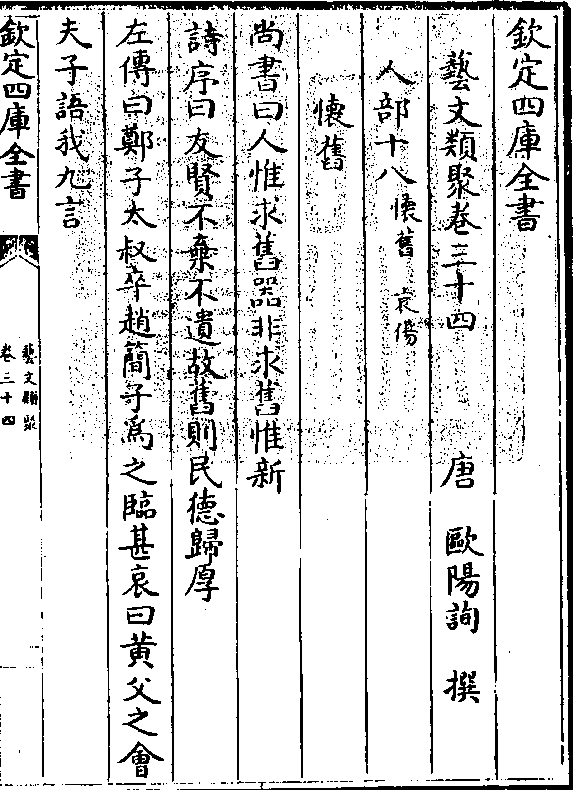 欽定四庫全書
藝文類聚卷三十四　唐　歐陽詢　撰
人部十八懷舊　哀傷
懷舊
尚書曰人惟求舊器非求舊惟新
詩序曰友賢不棄不遺故舊則民德歸厚
左傳曰鄭子太叔卒趙簡子為之臨甚哀曰黃父之會
夫子語我九言
欽定四庫全書
藝文類聚
卷三十四